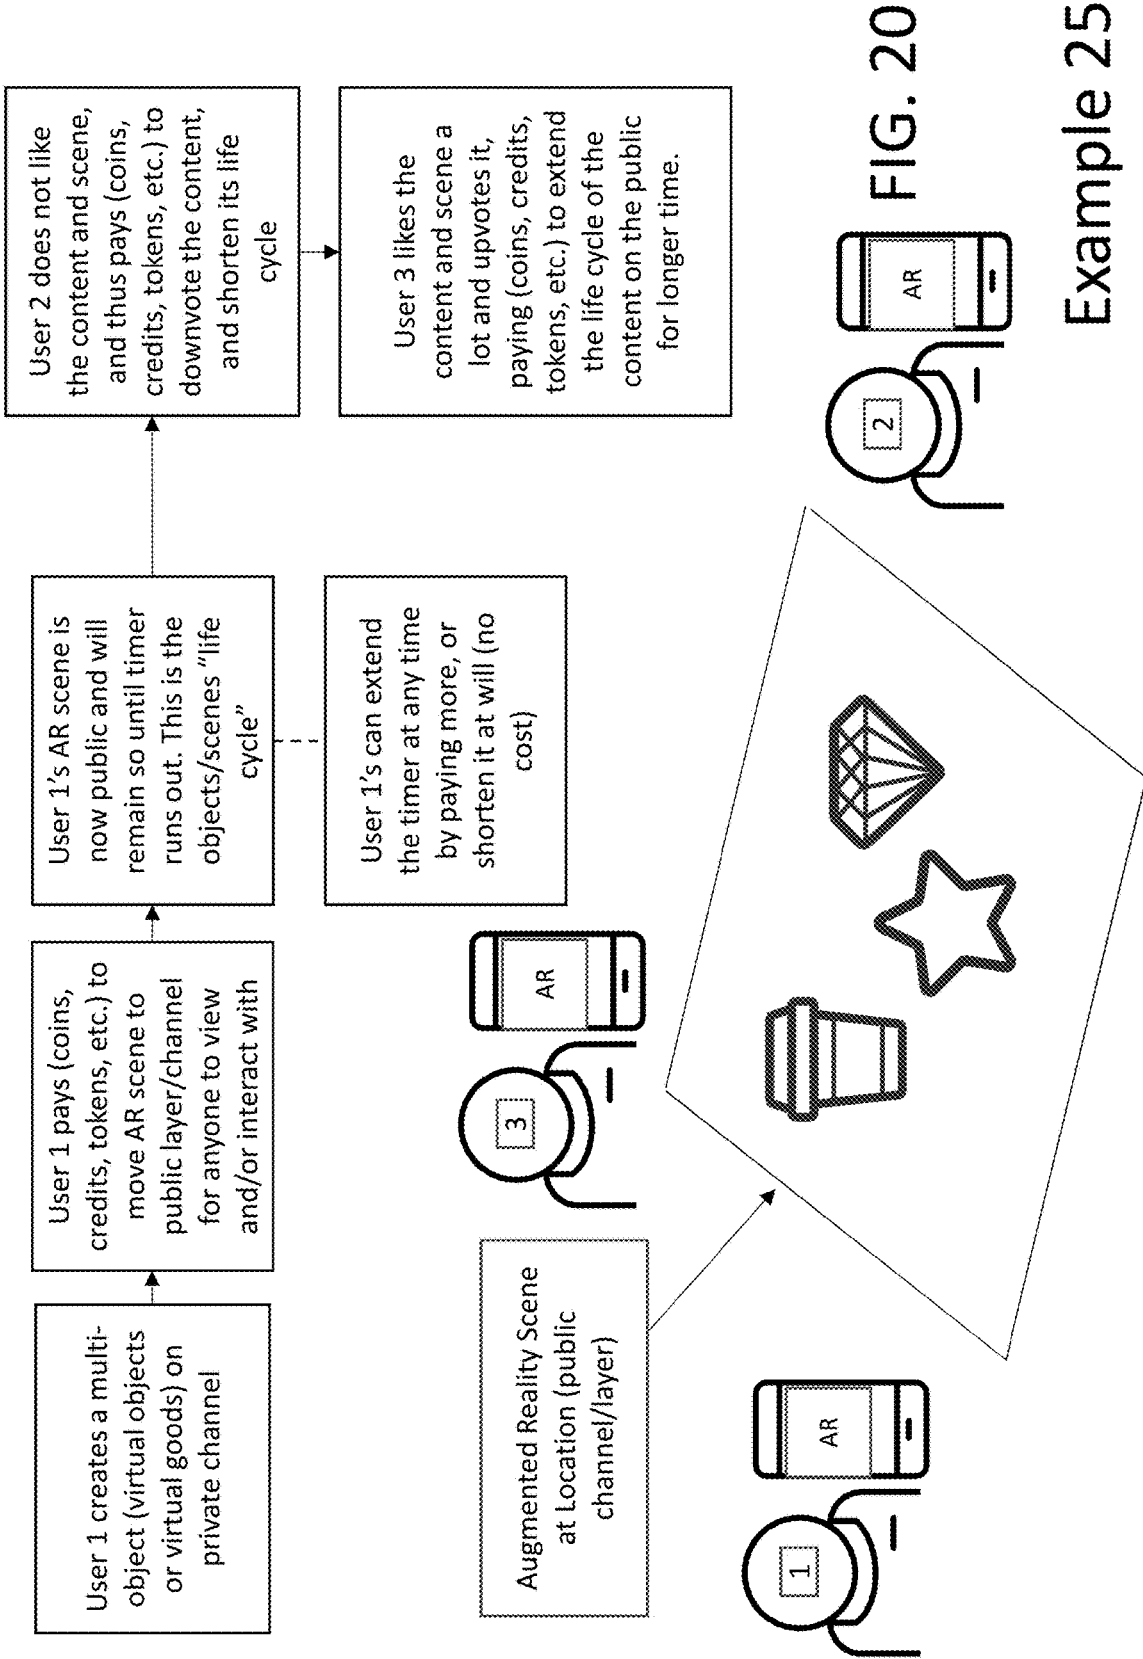 User 1 creates a multi-
object (virtual objects
or virtual goods) on
private channel
User 1 pays (coins,
credits, tokens, etc.) to
move AR scene to
public layer/channel
for anyone to view
and/or interact with
User 1's AR scene is
now public and will
remain so until timer
runs out. This is the
objects/scenes "life
cycle"
User 2 does not like
the content and scene,
and thus pays (coins,
credits, tokens, etc.) to
downvote the content,
and shorten its life
cycle
User 1's can extend
the timer at any time
by paying more, or
shorten it at will (no
cost)
User 3 likes the
content and scene a
lot and upvotes it,
paying (coins, credits,
tokens, etc.) to extend
the life cycle of the
content on the public
for longer time.
Augmented Reality Scene
at Location (public
channel/layer)
3
AR
1
AR
2
AR
FIG. 20
Example 25